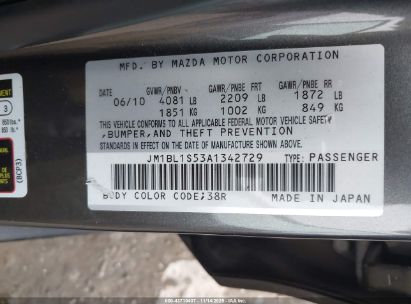 MFD. BY MAZDA MOTOR CORPORATION
DATE GVWR/PNBV GAWR/PNBE FRT GAWR/PNBE RR
06/10 4081 LB 2209 LB 1872 LB
1851 KG 1002 KG 849 KG
THIS VEHICLE CONFORMS TO ALL APPLICABLE FEDERAL MOTOR VEHICLE SAFETY,
BUMPER, AND THEFT PREVENTION
STANDARDS IN EFFECT ON THE DATE OF MANUFACTURE SHOWN ABOVE.
JM1BL1S53A1342729 TYPE: PASSENGER
BODY COLOR CODE: 38R MADE IN JAPAN
3
(BCP3)